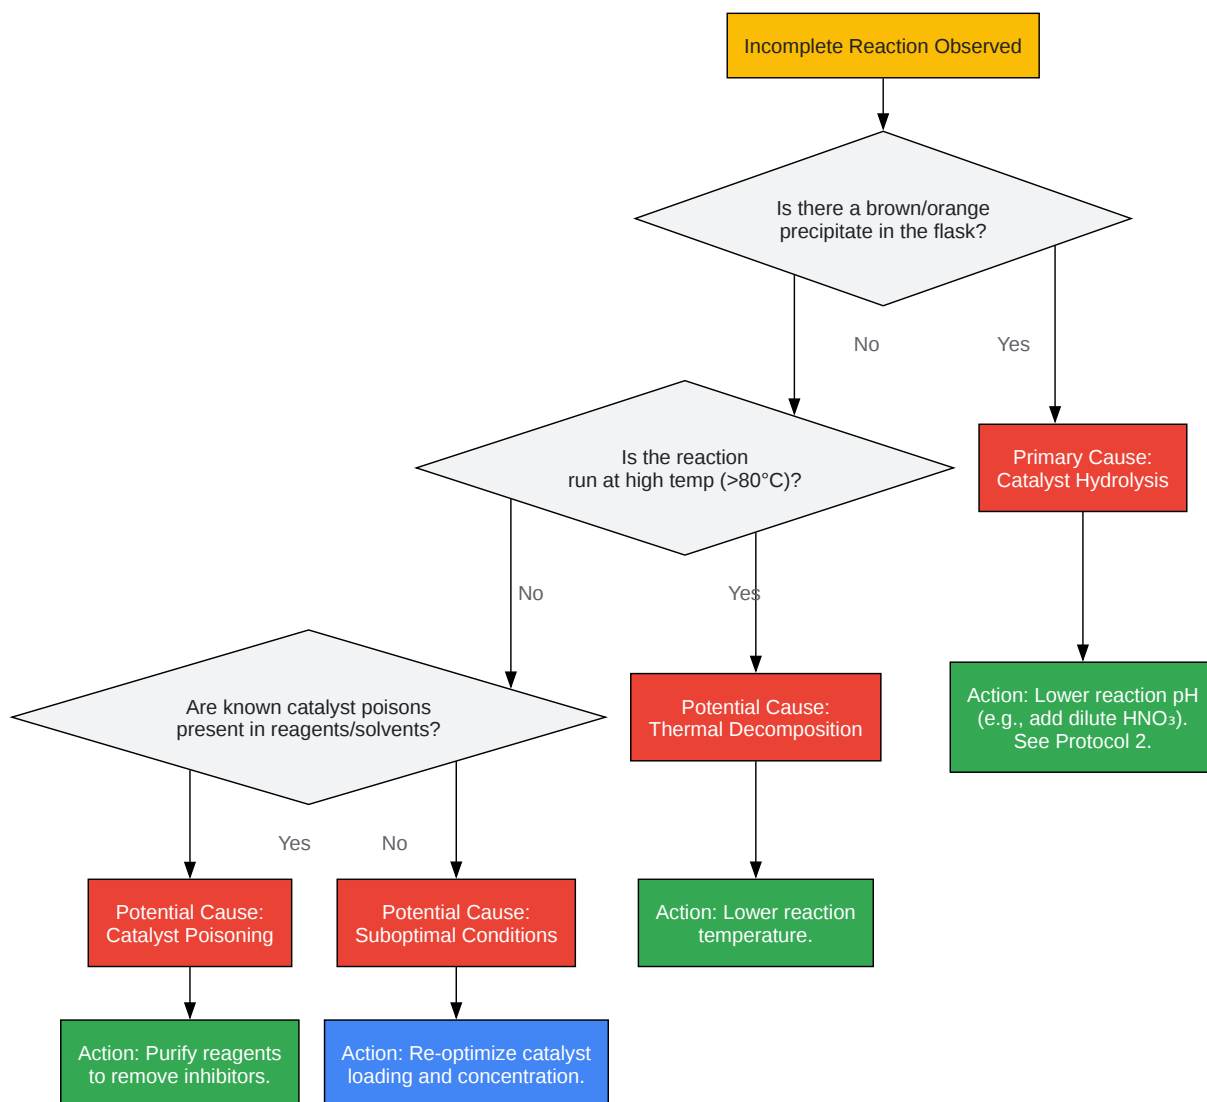 Incomplete Reaction Observed
Is there a brown/orange
precipitate in the flask?
No
Yes
Is the reaction
run at high temp (>80°C)?
Primary Cause:
Catalyst Hydrolysis
No
Yes
Are known catalyst poisons
present in reagents/solvents?
Potential Cause:
Thermal Decomposition
Action: Lower reaction pH
(e.g., add dilute HNO₃).
See Protocol 2.
Yes
No
Potential Cause:
Catalyst Poisoning
Potential Cause:
Suboptimal Conditions
Action: Lower reaction
temperature.
Action: Purify reagents
to remove inhibitors.
Action: Re-optimize catalyst
loading and concentration.